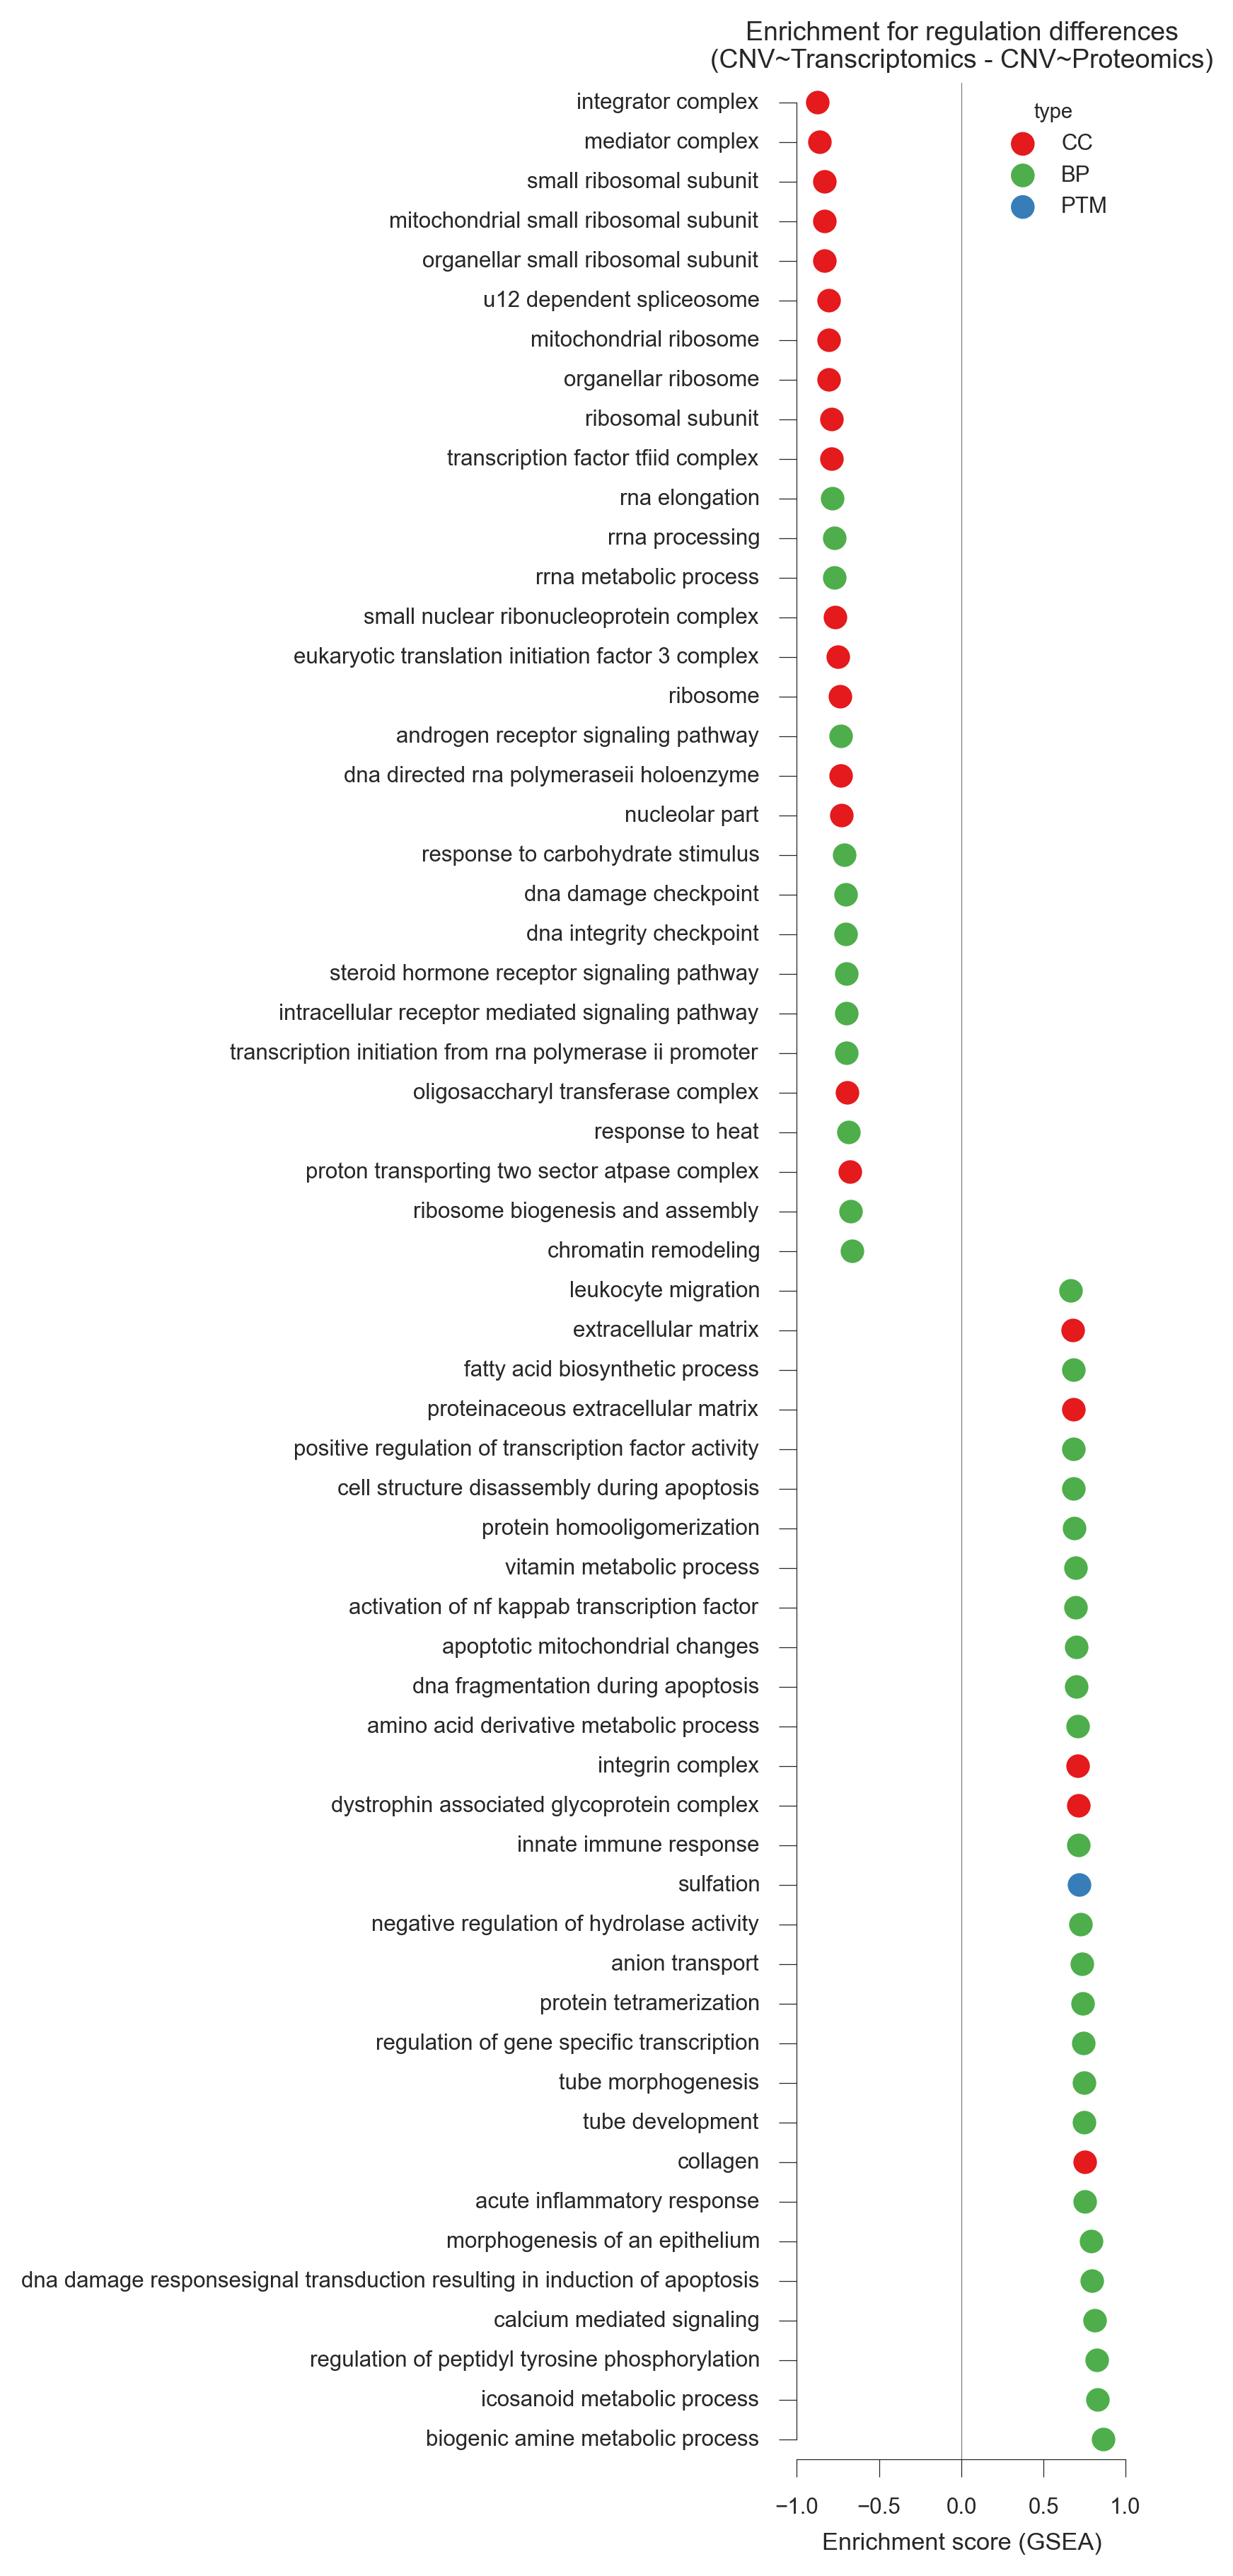 Enrichment for regulation differences
(CNV~Transcriptomics - CNV~Proteomics)
type
CC
BP
PTM
integrator complex
mediator complex
small ribosomal subunit
mitochondrial small ribosomal subunit
organellar small ribosomal subunit
u12 dependent spliceosome
mitochondrial ribosome
organellar ribosome
ribosomal subunit
transcription factor tfiid complex
rna elongation
rrna processing
rrna metabolic process
small nuclear ribonucleoprotein complex
eukaryotic translation initiation factor 3 complex
ribosome
androgen receptor signaling pathway
dna directed rna polymeraseii holoenzyme
nucleolar part
response to carbohydrate stimulus
dna damage checkpoint
dna integrity checkpoint
steroid hormone receptor signaling pathway
intracellular receptor mediated signaling pathway
transcription initiation from rna polymerase ii promoter
oligosaccharyl transferase complex
response to heat
proton transporting two sector atpase complex
ribosome biogenesis and assembly
chromatin remodeling
leukocyte migration
extracellular matrix
fatty acid biosynthetic process
proteinaceous extracellular matrix
positive regulation of transcription factor activity
cell structure disassembly during apoptosis
protein homooligomerization
vitamin metabolic process
activation of nf kappab transcription factor
apoptotic mitochondrial changes
dna fragmentation during apoptosis
amino acid derivative metabolic process
integrin complex
dystrophin associated glycoprotein complex
innate immune response
sulfation
negative regulation of hydrolase activity
anion transport
protein tetramerization
regulation of gene specific transcription
tube morphogenesis
tube development
collagen
acute inflammatory response
morphogenesis of an epithelium
dna damage responsesignal transduction resulting in induction of apoptosis
calcium mediated signaling
regulation of peptidyl tyrosine phosphorylation
icosanoid metabolic process
biogenic amine metabolic process
−1.0 −0.5 0.0 0.5 1.0
Enrichment score (GSEA)